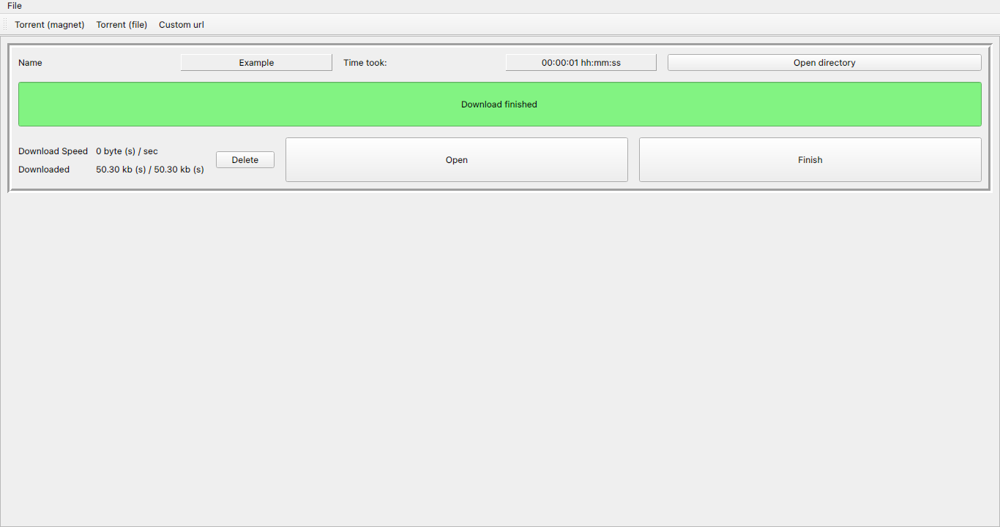 File
Torrent (magnet) Torrent (file) Custom url
Name Example Time took: 00:00:01 hh:mm:ss Open directory
Download finished
Download Speed 0 byte (s) / sec
Delete Open Finish
Downloaded 50.30 kb (s) / 50.30 kb (s)